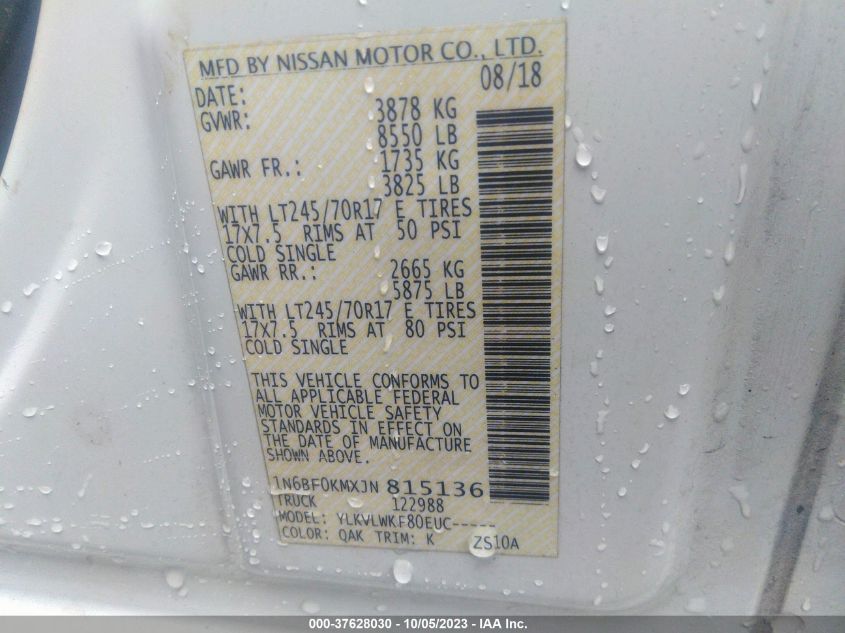 MFD BY NISSAN MOTOR CO., LTD.
DATE: 08/18
GVWR: 3878 KG
8550 LB
GAWR FR.: 1735 KG
3825 LB
WITH LT245/70R17 E TIRES
17X7.5 RIMS AT 50 PSI
COLD SINGLE
GAWR RR.: 2665 KG
5875 LB
WITH LT245/70R17 E TIRES
17X7.5 RIMS AT 80 PSI
COLD SINGLE
THIS VEHICLE CONFORMS TO
ALL APPLICABLE FEDERAL
MOTOR VEHICLE SAFETY
STANDARDS IN EFFECT ON
THE DATE OF MANUFACTURE
SHOWN ABOVE.
1N6BF0KMXJN 815136
TRUCK 122988
MODEL: YLKVLWKF80EUC-----
COLOR: QAK TRIM: K ZS10A
000-37628030 - 10/05/2023 - IAA Inc.